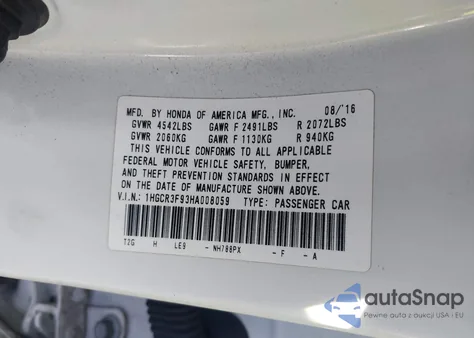 MFD. BY HONDA OF AMERICA MFG., INC. 08/'16
GVWR 4542LBS GAWR F 2491LBS R 2072LBS
GVWR 2060KG GAWR F 1130KG R 940KG
THIS VEHICLE CONFORMS TO ALL APPLICABLE
FEDERAL MOTOR VEHICLE SAFETY, BUMPER,
AND THEFT PREVENTION STANDARDS IN EFFECT
ON THE DATE OF MANUFACTURE SHOWN ABOVE.
V.I.N.: 1HGCR3F93HA008059 TYPE: PASSENGER CAR
T2G H LE9 - NH788PX - F - A
autoSnap
Pewne auta z aukcji USA i EU